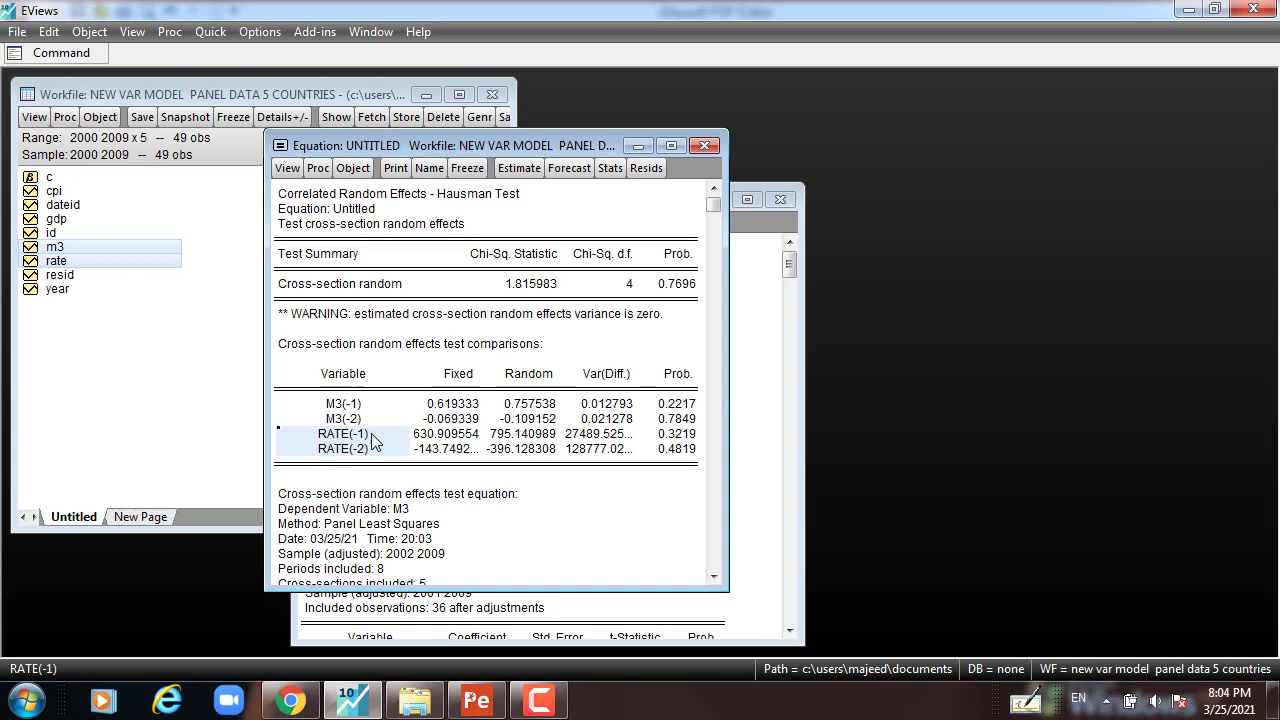 EViews
File Edit Object View Proc Quick Options Add-ins Window Help
Command
Workfile: NEW VAR MODEL PANEL DATA 5 COUNTRIES - (c:\users\...
View Proc Object Save Snapshot Freeze Details+/- Show Fetch Store Delete Genr Sa
Range: 2000 2009 x 5 -- 49 obs
Sample: 2000 2009 -- 49 obs
c
cpi
dateid
gdp
id
m3
rate
resid
year
Untitled New Page
Equation: UNTITLED Workfile: NEW VAR MODEL PANEL D...
View Proc Object Print Name Freeze Estimate Forecast Stats Resids
Correlated Random Effects - Hausman Test
Equation: Untitled
Test cross-section random effects
Test Summary Chi-Sq. Statistic Chi-Sq. d.f. Prob.
Cross-section random 1.815983 4 0.7696
** WARNING: estimated cross-section random effects variance is zero.
Cross-section random effects test comparisons:
Variable Fixed Random Var(Diff.) Prob.
M3(-1) 0.619333 0.757538 0.012793 0.2217
M3(-2) -0.069339 -0.109152 0.021278 0.7849
RATE(-1) 630.909554 795.140989 27489.525... 0.3219
RATE(-2) -143.7492... -396.128308 128777.02... 0.4819
Cross-section random effects test equation:
Dependent Variable: M3
Method: Panel Least Squares
Date: 03/25/21 Time: 20:03
Sample (adjusted): 2002 2009
Periods included: 8
Cross-sections included: 5
Sample (adjusted): 2001 2009
Included observations: 36 after adjustments
Variable Coefficient Std. Error t-Statistic Prob.
RATE(-1) Path = c:\users\majeed\documents DB = none WF = new var model panel data 5 countries
10 Pe C EN 8:04 PM
3/25/2021